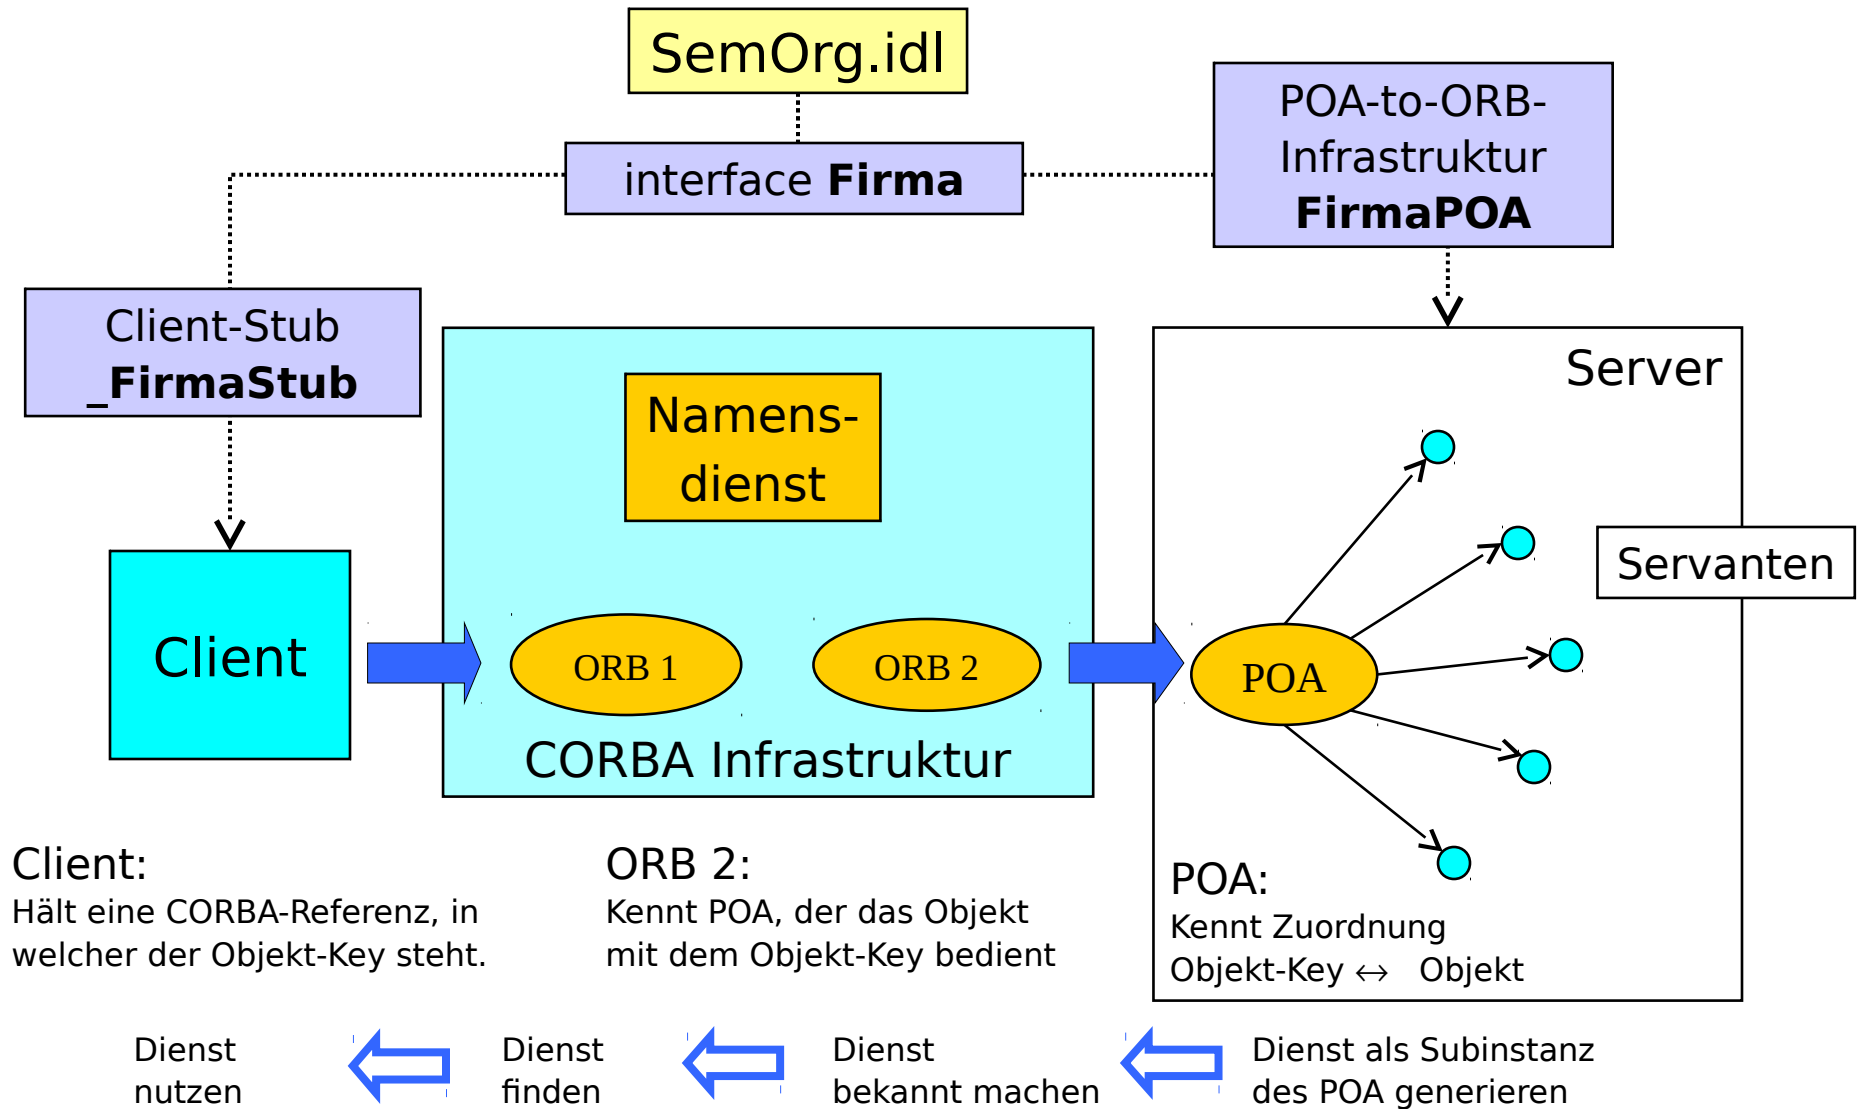 SemOrg.idl
interface Firma
POA-to-ORB-
Infrastruktur
FirmaPOA
Client-Stub
_FirmaStub
Namens-
dienst
Server
Servanten
Client
ORB 1
ORB 2
POA
CORBA Infrastruktur
Client:
Hält eine CORBA-Referenz, in
welcher der Objekt-Key steht.
ORB 2:
Kennt POA, der das Objekt
mit dem Objekt-Key bedient
POA:
Kennt Zuordnung
Objekt-Key ↔ Objekt
Dienst
nutzen
Dienst
finden
Dienst
bekannt machen
Dienst als Subinstanz
des POA generieren